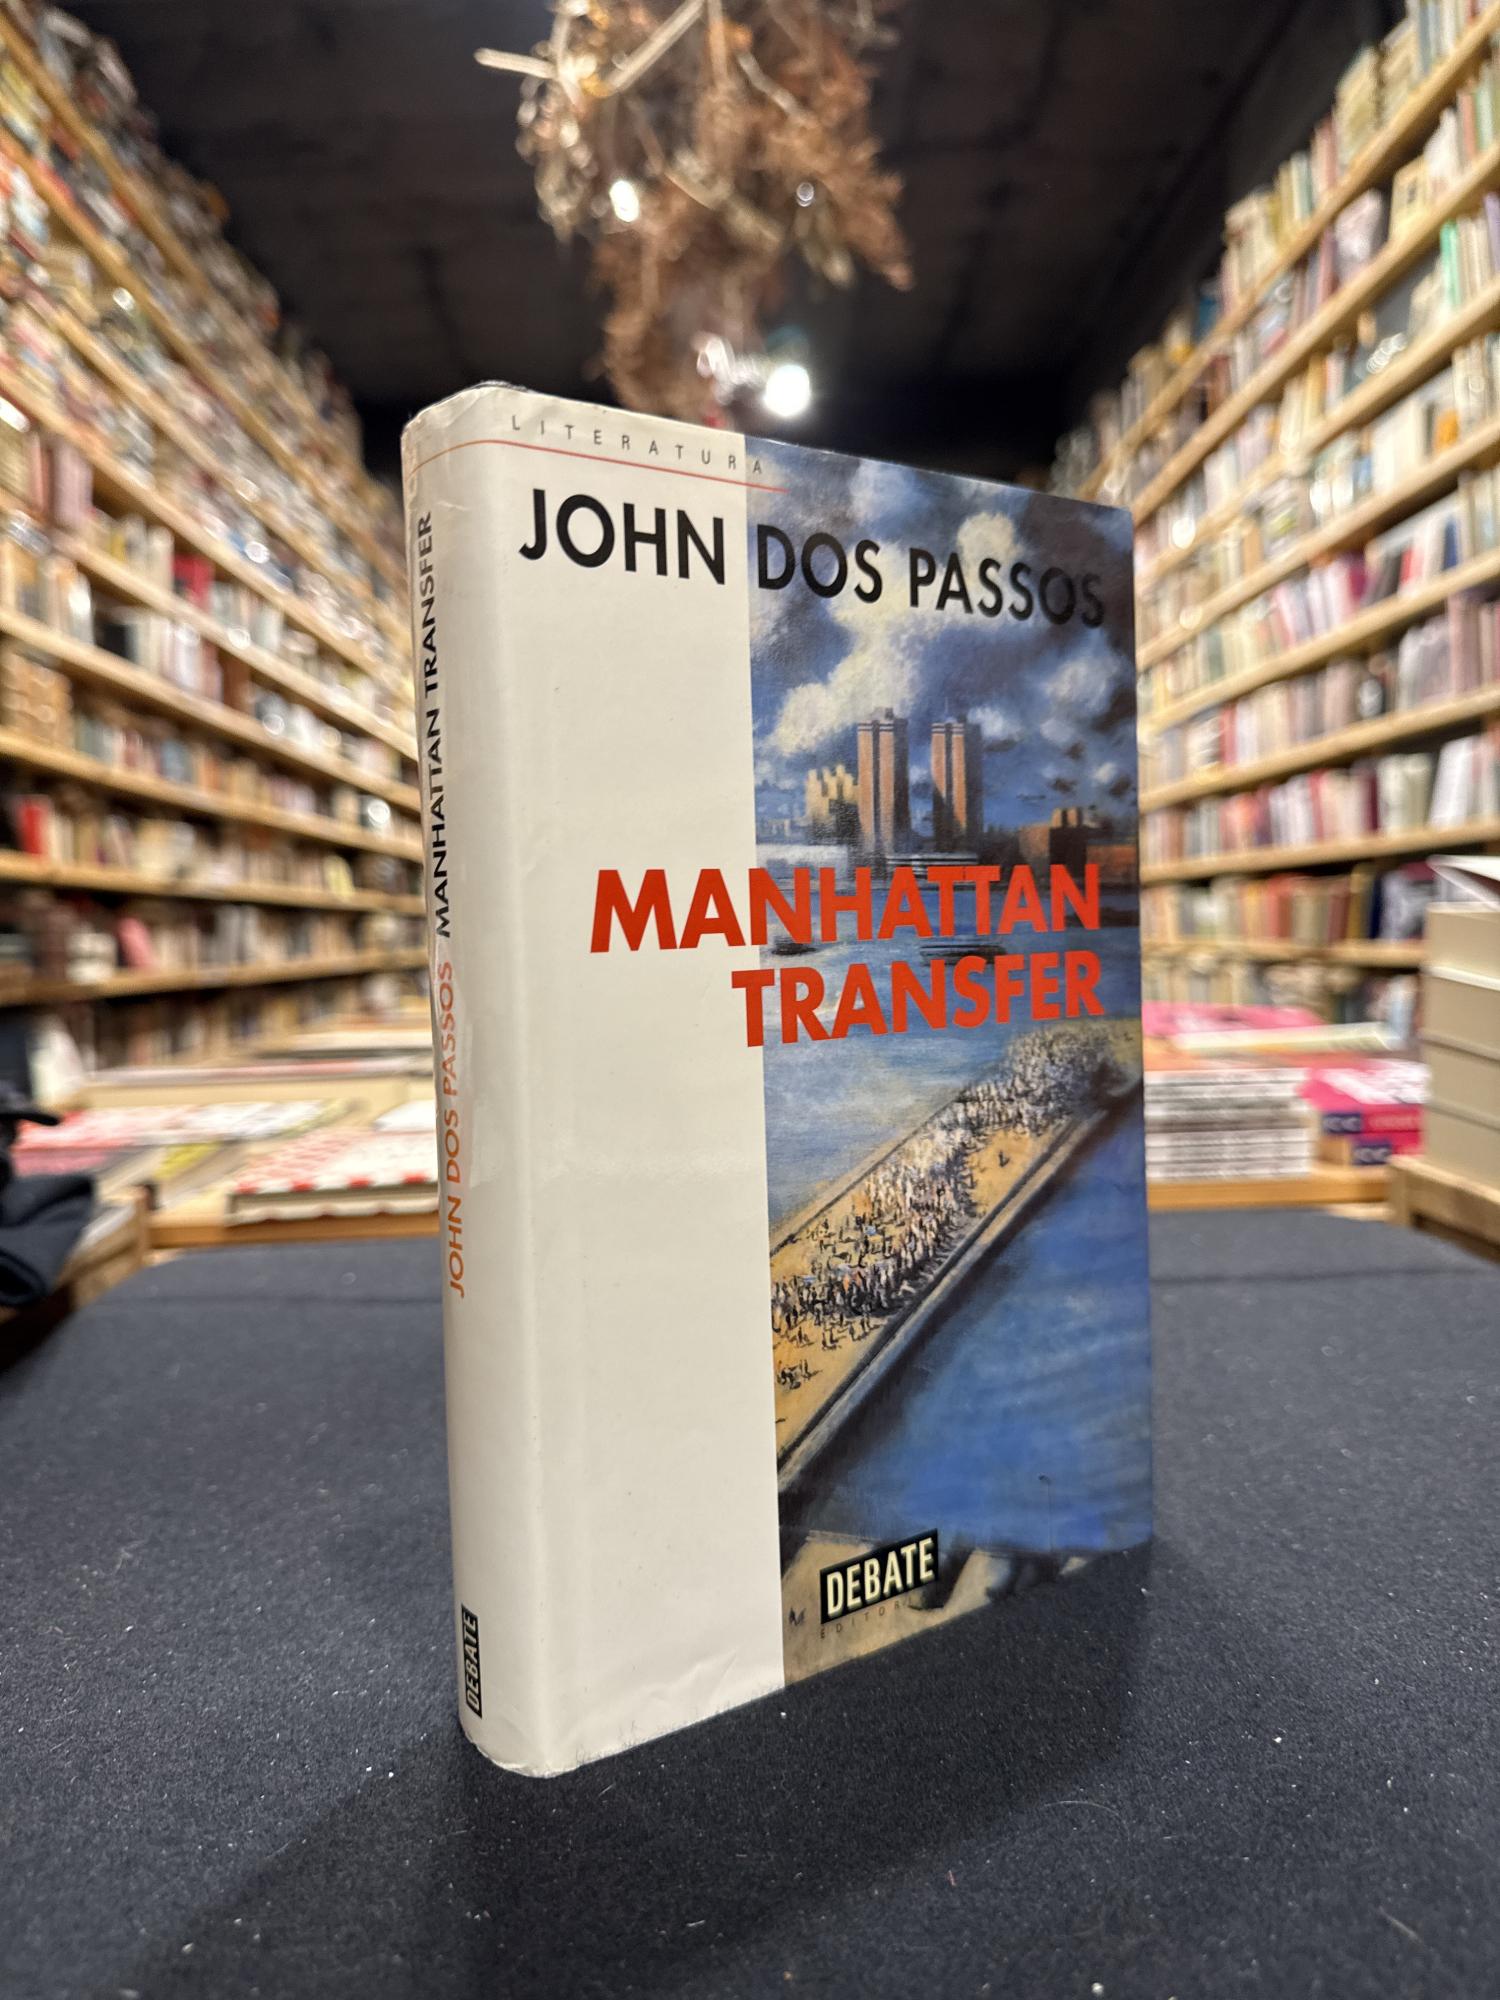 LITERATURA
JOHN DOS PASSOS
MANHATTAN
TRANSFER
DEBATE
JOHN DOS PASSOS MANHATTAN TRANSFER
DEBATE